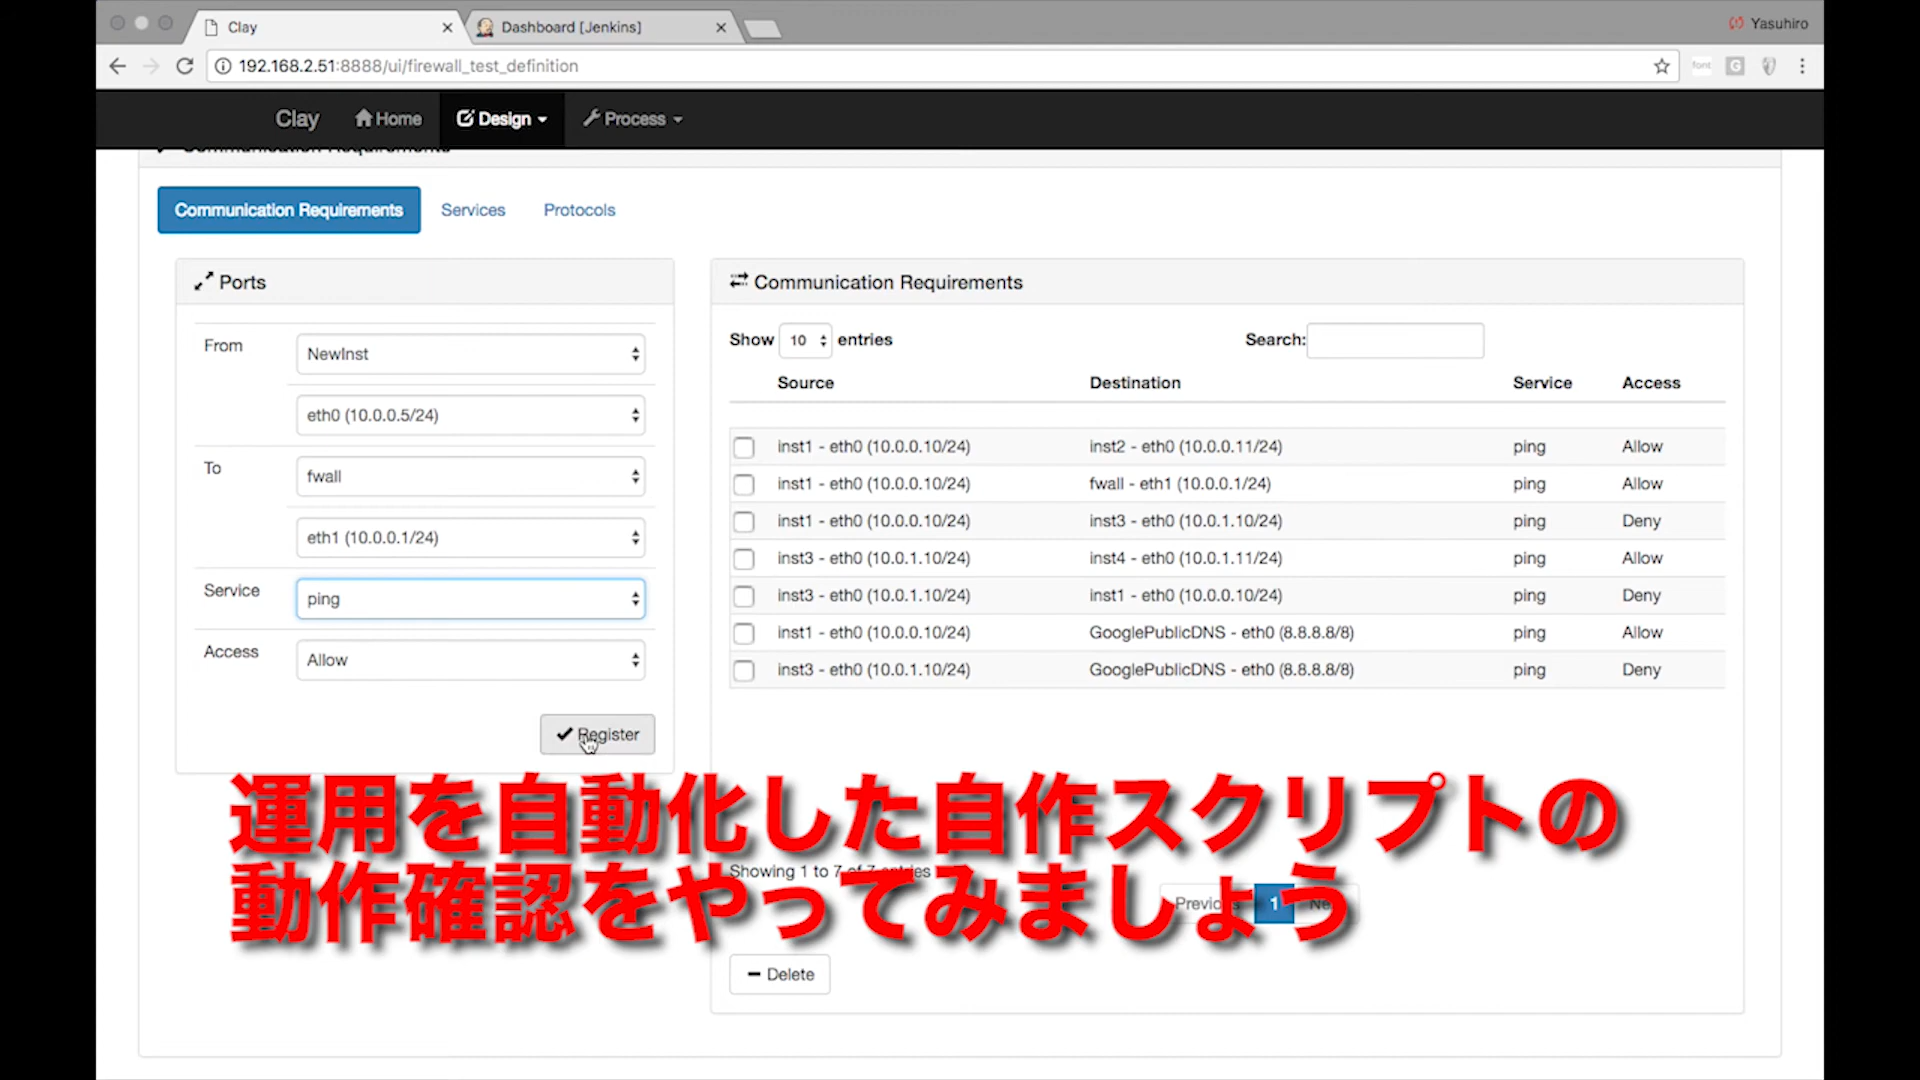 Clay
Dashboard [Jenkins]
Yasuhiro
192.168.2.51:8888/ui/firewall_test_definition
font
G
Clay
Home
Design
Process
Communication Requirements
Communication Requirements
Services
Protocols
Ports
From
NewInst
eth0 (10.0.0.5/24)
To
fwall
eth1 (10.0.0.1/24)
Service
ping
Access
Allow
Register
Communication Requirements
Show 10 entries
Search:
Source Destination Service Access
inst1 - eth0 (10.0.0.10/24) inst2 - eth0 (10.0.0.11/24) ping Allow
inst1 - eth0 (10.0.0.10/24) fwall - eth1 (10.0.0.1/24) ping Allow
inst1 - eth0 (10.0.0.10/24) inst3 - eth0 (10.0.1.10/24) ping Deny
inst3 - eth0 (10.0.1.10/24) inst4 - eth0 (10.0.1.11/24) ping Allow
inst3 - eth0 (10.0.1.10/24) inst1 - eth0 (10.0.0.10/24) ping Deny
inst1 - eth0 (10.0.0.10/24) GooglePublicDNS - eth0 (8.8.8.8/8) ping Allow
inst3 - eth0 (10.0.1.10/24) GooglePublicDNS - eth0 (8.8.8.8/8) ping Deny
運用を自動化した自作スクリプトの
動作確認をやってみましょう
Showing 1 to 7 of 7 entries
Previous 1 Next
Delete